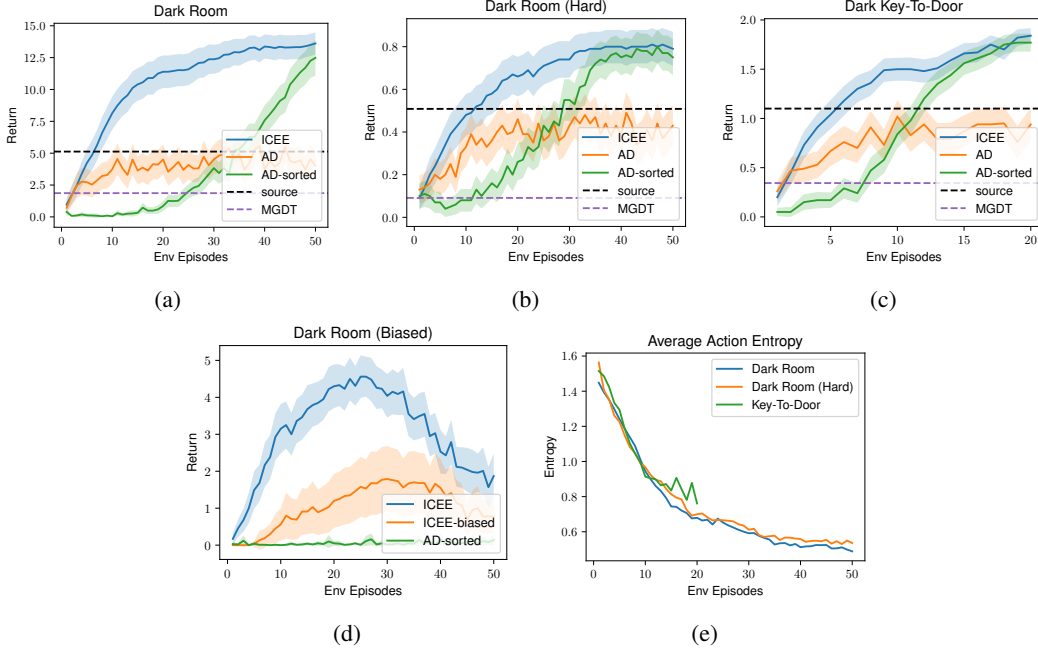 Dark Room
Return
13.5
12.5
10.0
7.5
5.0
2.5
0.0
ICEE
AD
AD-sorted
source
MGDT
0 10 20 30 40 50
Env Episodes
(a)
Dark Room (Hard)
Return
0.8
0.6
0.4
0.2
0.0
ICEE
AD
AD-sorted
source
MGDT
0 10 20 30 40 50
Env Episodes
(b)
Dark Key-To-Door
Return
2.0
1.5
1.0
0.5
0.0
ICEE
AD
AD-sorted
source
MGDT
5 10 15 20
Env Episodes
(c)
Dark Room (Biased)
Return
5
4
3
2
1
0
ICEE
ICEE-biased
AD-sorted
0 10 20 30 40 50
Env Episodes
(d)
Average Action Entropy
Entropy
1.6
1.4
1.2
1.0
0.8
0.6
Dark Room
Dark Room (Hard)
Key-To-Door
0 10 20 30 40 50
Env Episodes
(e)